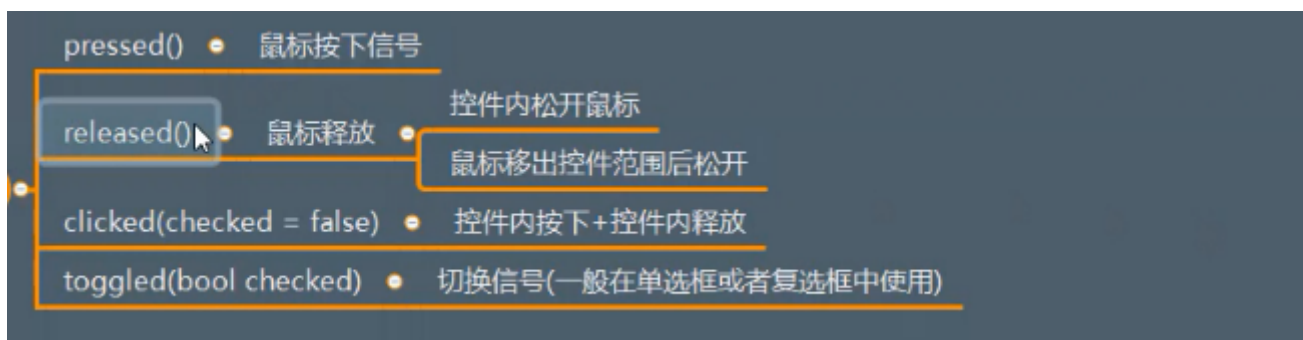 pressed() 鼠标按下信号
控件内松开鼠标
released() 鼠标释放
鼠标移出控件范围后松开
clicked(checked = false) 控件内按下+控件内释放
toggled(bool checked) 切换信号(一般在单选框或者复选框中使用)